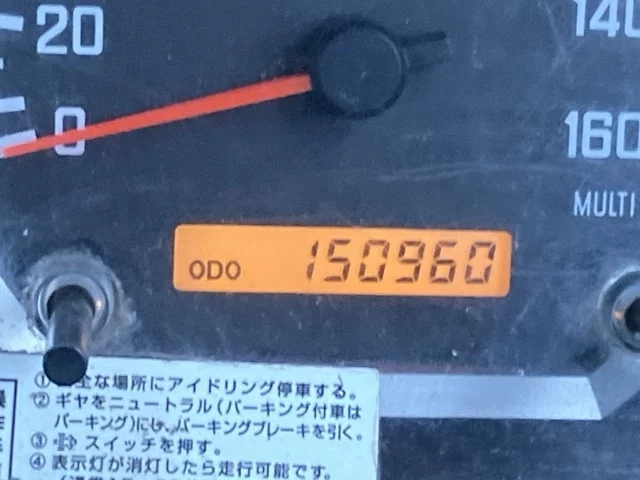 20
0
140
160
MULTI
ODO 150960
① 安全な場所にアイドリング停車する。
② ギヤをニュートラル(パーキング付車は
パーキング)にし、パーキングブレーキを引く。
③ スイッチを押す。
④ 表示灯が消灯したら走行可能です。